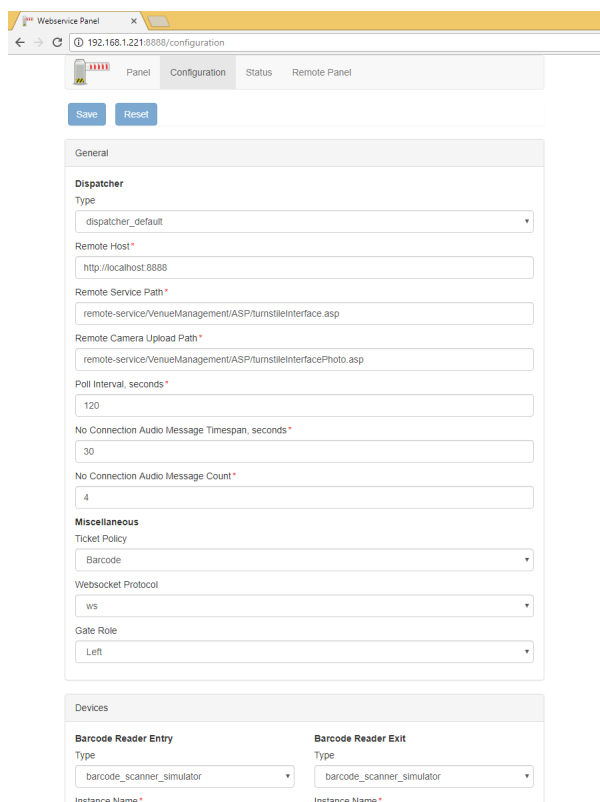 Webservice Panel
192.168.1.221:8888/configuration
Panel Configuration Status Remote Panel
Save Reset
General
Dispatcher
Type
dispatcher_default
Remote Host*
http://localhost:8888
Remote Service Path*
remote-service/VenueManagement/ASP/turnstileInterface.asp
Remote Camera Upload Path*
remote-service/VenueManagement/ASP/turnstileInterfacePhoto.asp
Poll Interval, seconds*
120
No Connection Audio Message Timespan, seconds*
30
No Connection Audio Message Count*
4
Miscellaneous
Ticket Policy
Barcode
Websocket Protocol
ws
Gate Role
Left
Devices
Barcode Reader Entry Barcode Reader Exit
Type Type
barcode_scanner_simulator barcode_scanner_simulator
Instance Name* Instance Name*